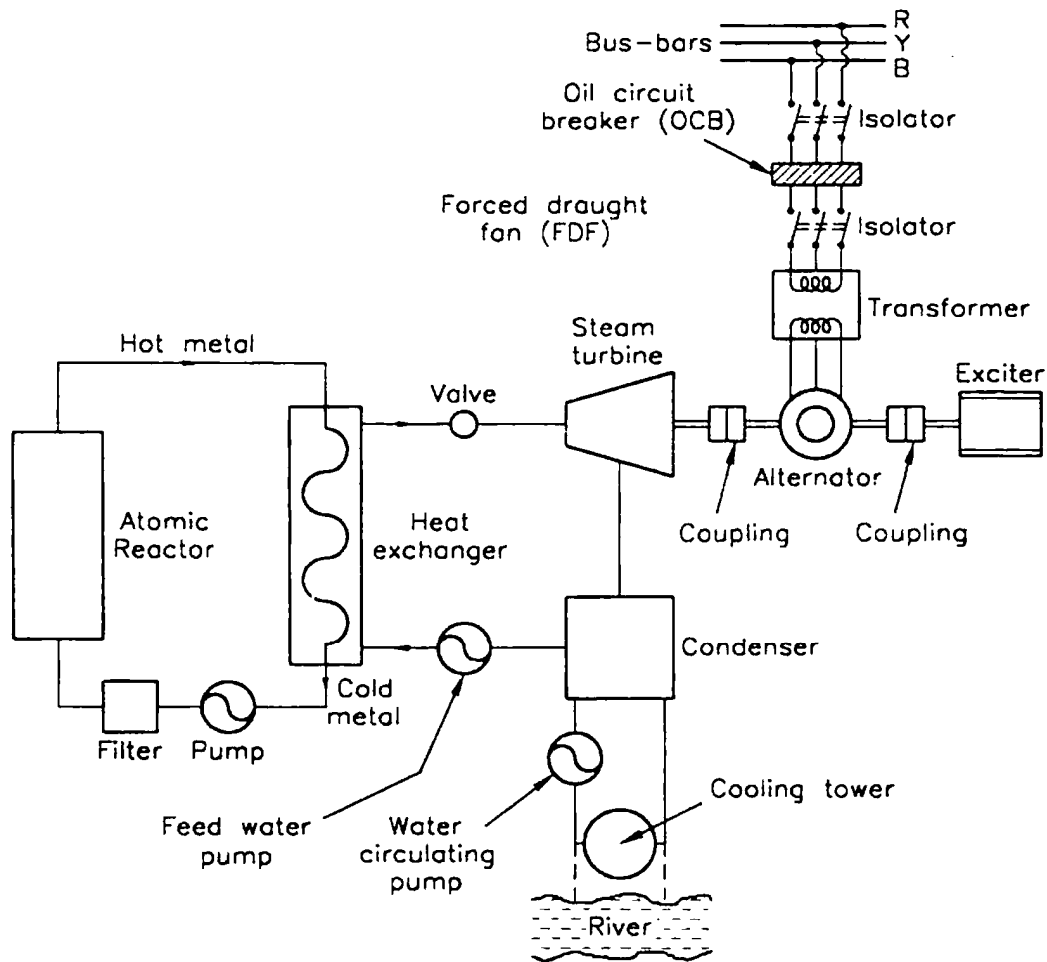 R
Bus-bars
Y
B
Oil circuit
breaker (OCB)
Isolator
Forced draught
fan (FDF)
Isolator
Transformer
Steam
turbine
Hot metal
Valve
Exciter
Alternator
Atomic
Reactor
Heat
exchanger
Coupling
Coupling
Condenser
Cold
metal
Filter
Pump
Cooling tower
Feed water
pump
Water
circulating
pump
River